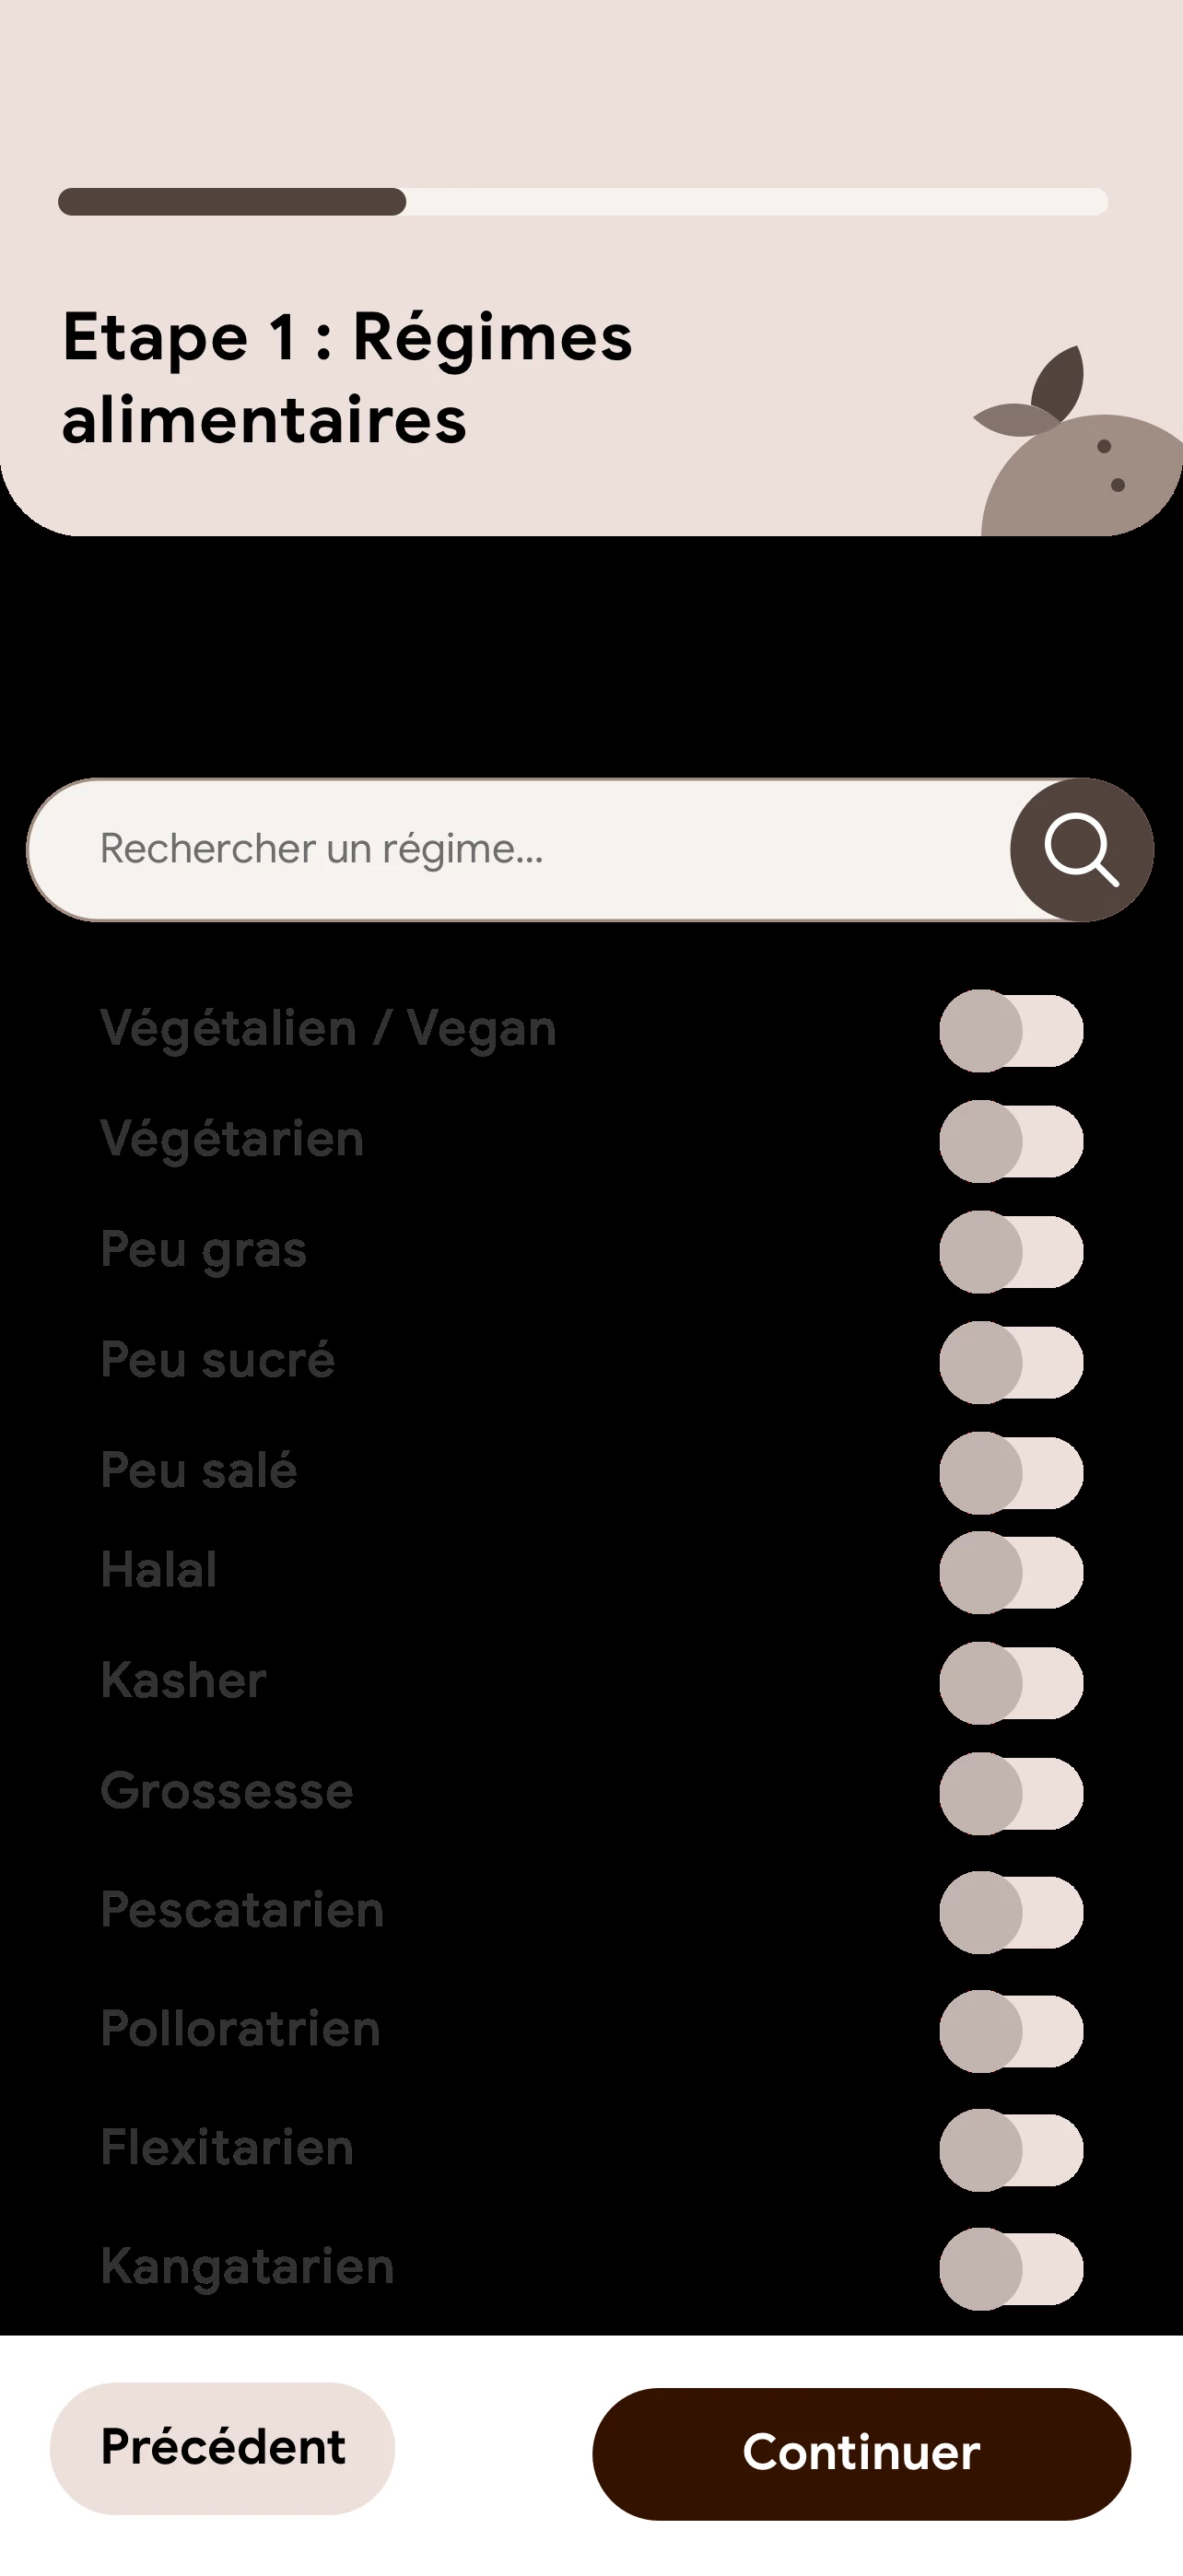 Etape 1 : Régimes
alimentaires
Rechercher un régime...
Végétalien / Vegan
Végétarien
Peu gras
Peu sucré
Peu salé
Halal
Kasher
Grossesse
Pescatarien
Polloratrien
Flexitarien
Kangatarien
Précédent
Continuer